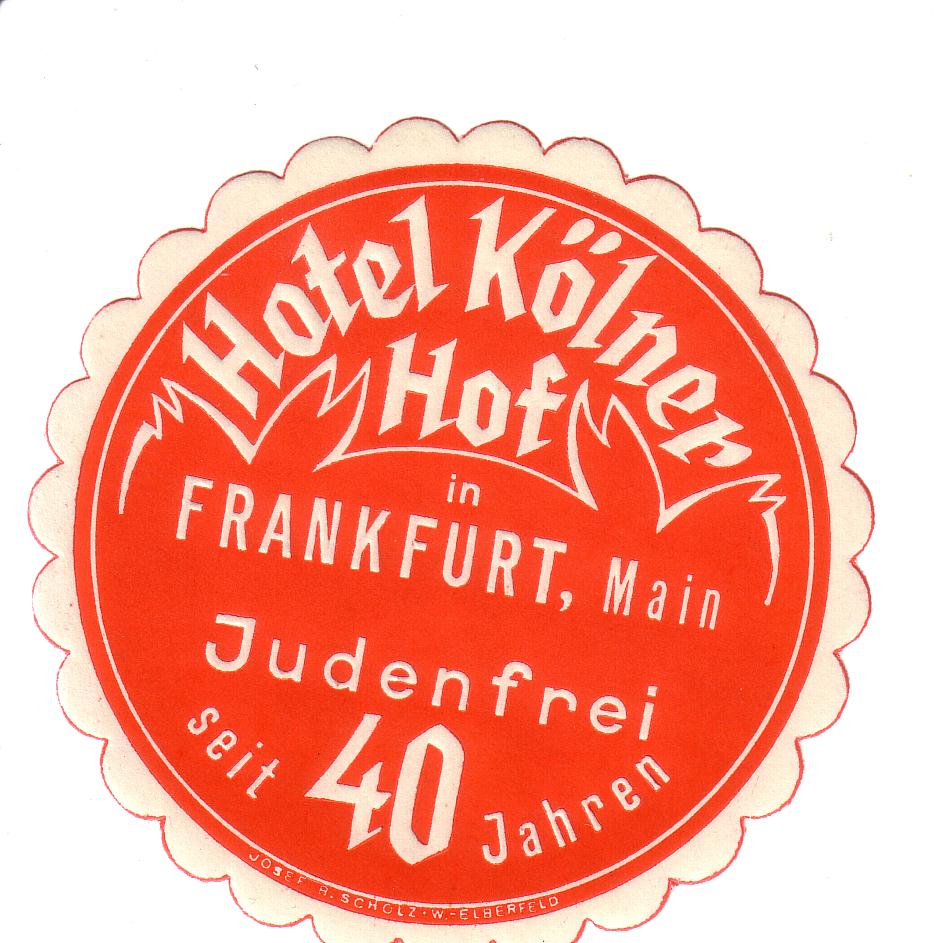 Hotel Kölner
Hof
in
FRANKFURT, Main
Judenfrei
seit 40 Jahren
JOSEF R. SCHOLZ · W.-ELBERFELD